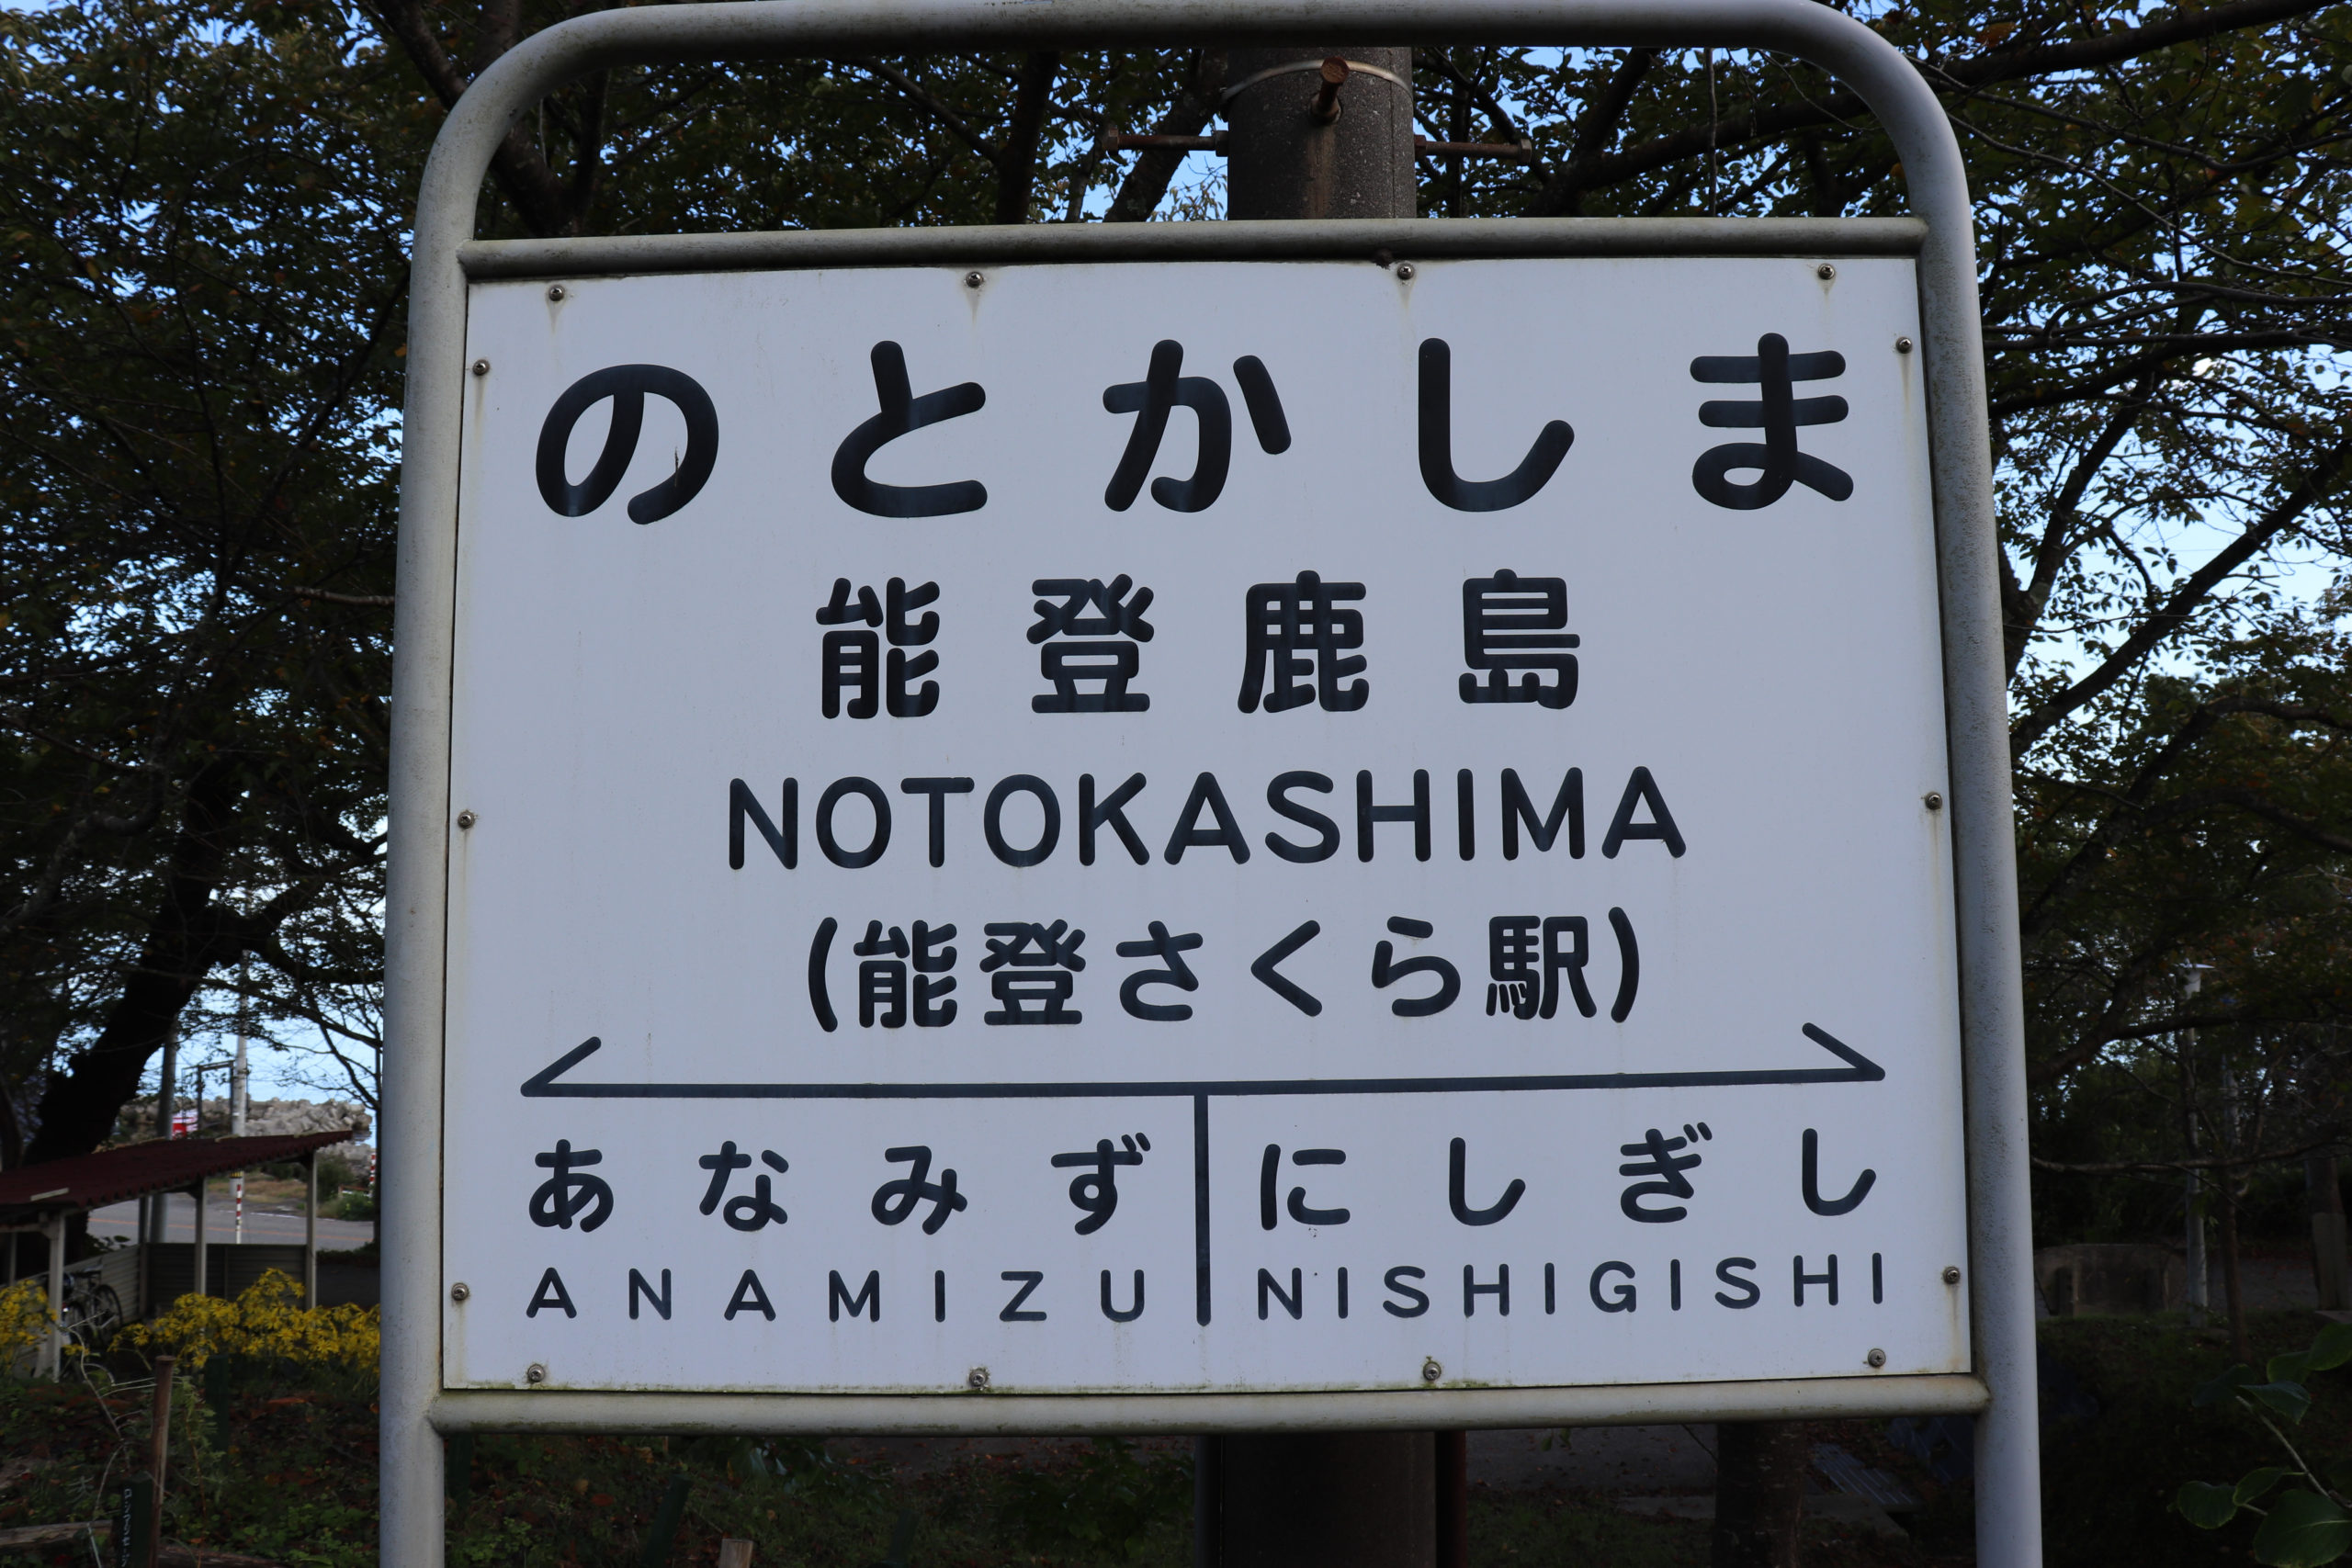 のとかしま
能登鹿島
NOTOKASHIMA
(能登さくら駅)
あなみず にしぎし
ANAMIZU NISHIGISHI